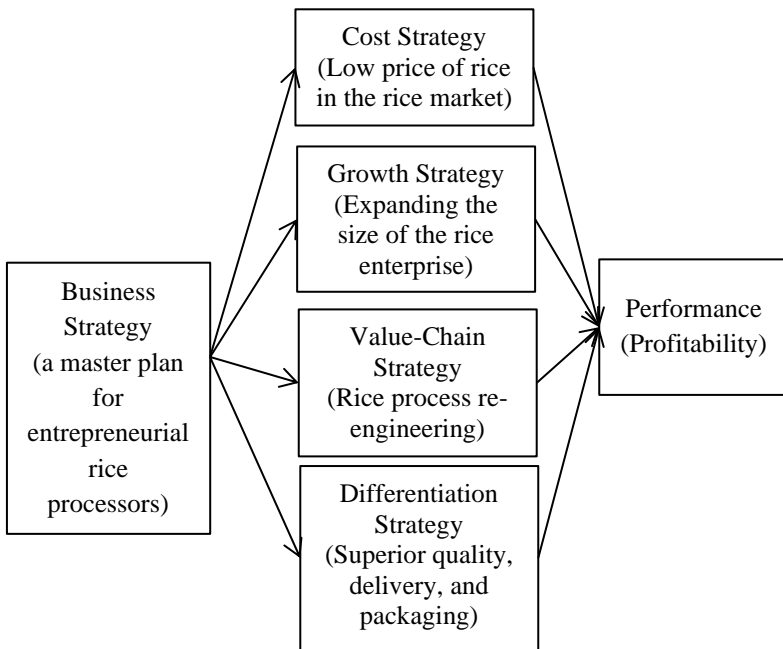 Cost Strategy
(Low price of rice
in the rice market)
Growth Strategy
(Expanding the
size of the rice
enterprise)
Business
Strategy
(a master plan
for
entrepreneurial
rice
processors)
Value-Chain
Strategy
(Rice process re-
engineering)
Differentiation
Strategy
(Superior quality,
delivery, and
packaging)
Performance
(Profitability)